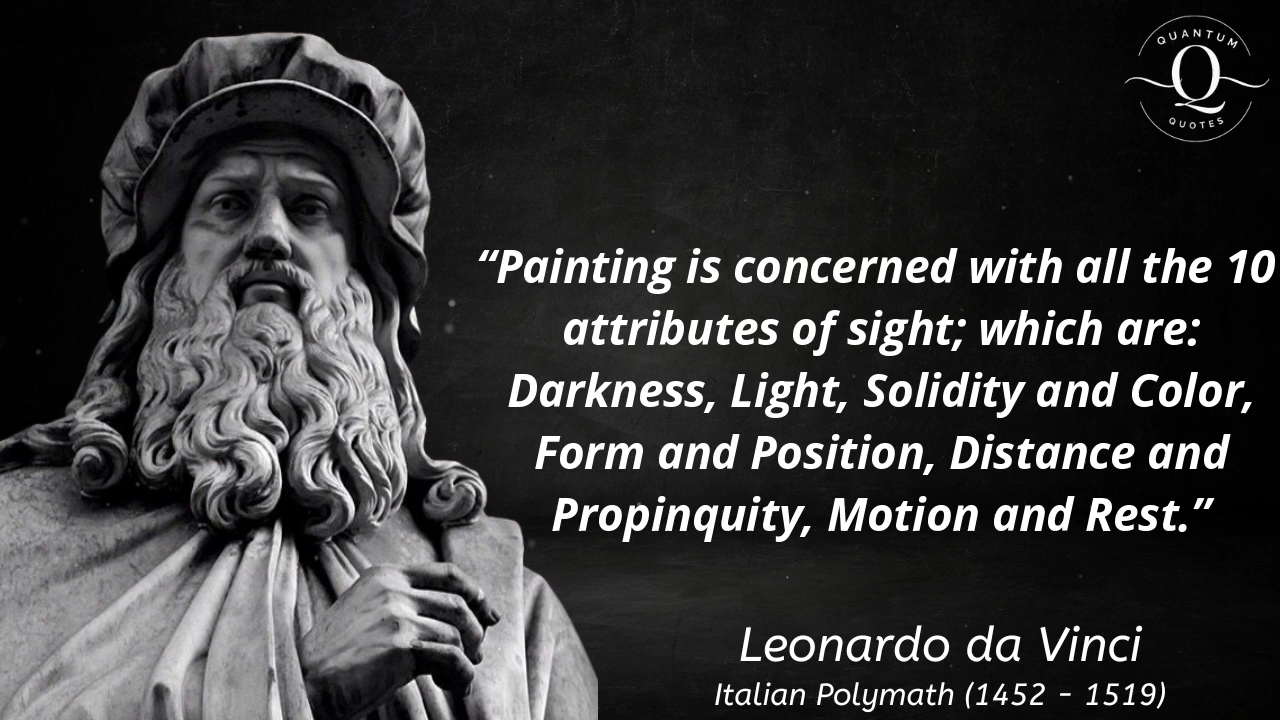 QUANTUM
Q
QUOTES
“Painting is concerned with all the 10
attributes of sight; which are:
Darkness, Light, Solidity and Color,
Form and Position, Distance and
Propinquity, Motion and Rest.”
Leonardo da Vinci
Italian Polymath (1452 - 1519)